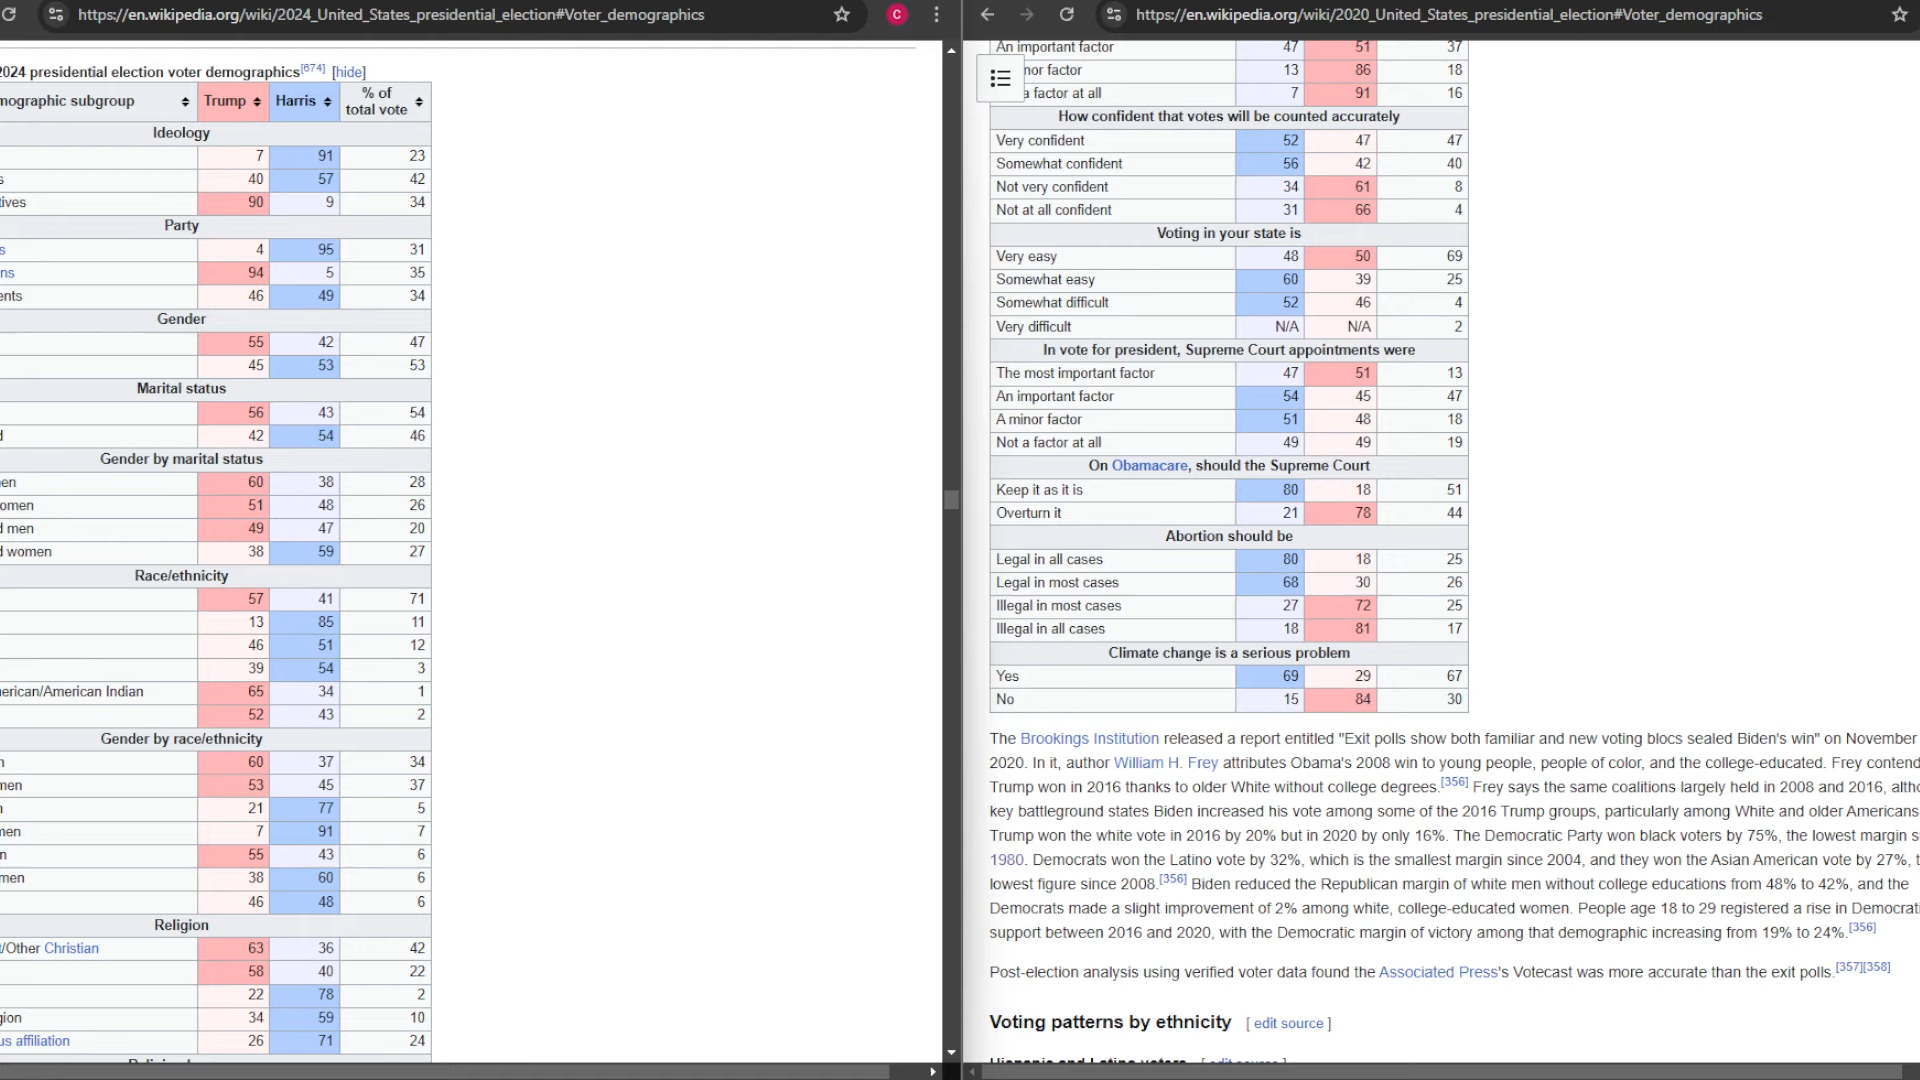 https://en.wikipedia.org/wiki/2024_United_States_presidential_election#Voter_demographics
C
2024 presidential election voter demographics[674] [hide]
mographic subgroup Trump Harris % of total vote
Ideology
7 91 23
s 40 57 42
tives 90 9 34
Party
s 4 95 31
ns 94 5 35
ents 46 49 34
Gender
55 42 47
45 53 53
Marital status
56 43 54
d 42 54 46
Gender by marital status
en 60 38 28
omen 51 48 26
d men 49 47 20
d women 38 59 27
Race/ethnicity
57 41 71
13 85 11
46 51 12
39 54 3
erican/American Indian 65 34 1
52 43 2
Gender by race/ethnicity
n 60 37 34
men 53 45 37
n 21 77 5
men 7 91 7
n 55 43 6
men 38 60 6
46 48 6
Religion
t/Other Christian 63 36 42
58 40 22
22 78 2
gion 34 59 10
us affiliation 26 71 24
https://en.wikipedia.org/wiki/2020_United_States_presidential_election#Voter_demographics
An important factor 47 51 37
nor factor 13 86 18
a factor at all 7 91 16
How confident that votes will be counted accurately
Very confident 52 47 47
Somewhat confident 56 42 40
Not very confident 34 61 8
Not at all confident 31 66 4
Voting in your state is
Very easy 48 50 69
Somewhat easy 60 39 25
Somewhat difficult 52 46 4
Very difficult N/A N/A 2
In vote for president, Supreme Court appointments were
The most important factor 47 51 13
An important factor 54 45 47
A minor factor 51 48 18
Not a factor at all 49 49 19
On Obamacare, should the Supreme Court
Keep it as it is 80 18 51
Overturn it 21 78 44
Abortion should be
Legal in all cases 80 18 25
Legal in most cases 68 30 26
Illegal in most cases 27 72 25
Illegal in all cases 18 81 17
Climate change is a serious problem
Yes 69 29 67
No 15 84 30
The Brookings Institution released a report entitled "Exit polls show both familiar and new voting blocs sealed Biden's win" on November
2020. In it, author William H. Frey attributes Obama's 2008 win to young people, people of color, and the college-educated. Frey contend
Trump won in 2016 thanks to older White without college degrees.[356] Frey says the same coalitions largely held in 2008 and 2016, altho
key battleground states Biden increased his vote among some of the 2016 Trump groups, particularly among White and older Americans
Trump won the white vote in 2016 by 20% but in 2020 by only 16%. The Democratic Party won black voters by 75%, the lowest margin s
1980. Democrats won the Latino vote by 32%, which is the smallest margin since 2004, and they won the Asian American vote by 27%, t
lowest figure since 2008.[356] Biden reduced the Republican margin of white men without college educations from 48% to 42%, and the
Democrats made a slight improvement of 2% among white, college-educated women. People age 18 to 29 registered a rise in Democrati
support between 2016 and 2020, with the Democratic margin of victory among that demographic increasing from 19% to 24%.[356]
Post-election analysis using verified voter data found the Associated Press's Votecast was more accurate than the exit polls.[357][358]
Voting patterns by ethnicity [ edit source ]
Hispanic and Latino voters [ edit source ]